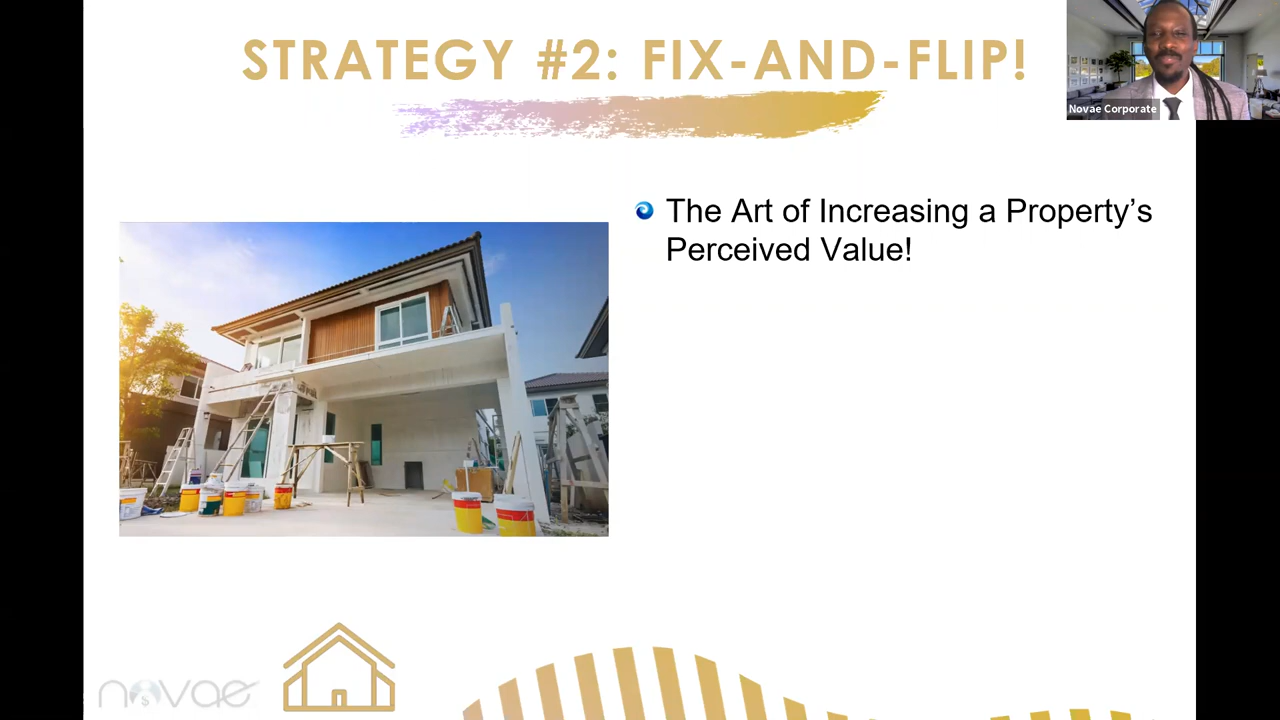 STRATEGY #2: FIX-AND-FLIP!
Novae Corporate
The Art of Increasing a Property’s
Perceived Value!
novae